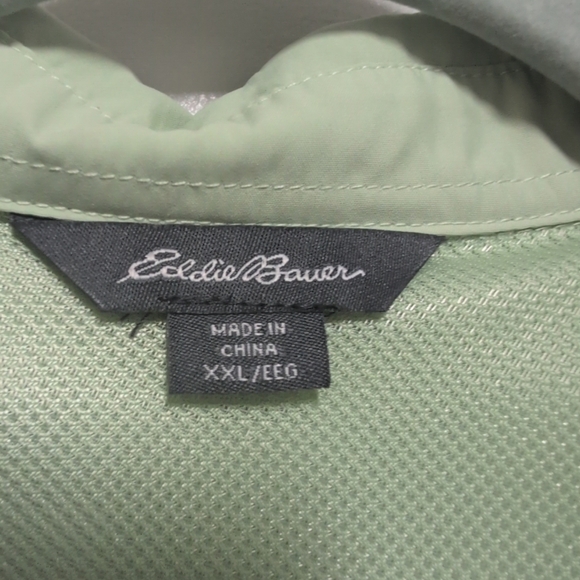 Eddie Bauer
MADE IN
CHINA
XXL/EEG